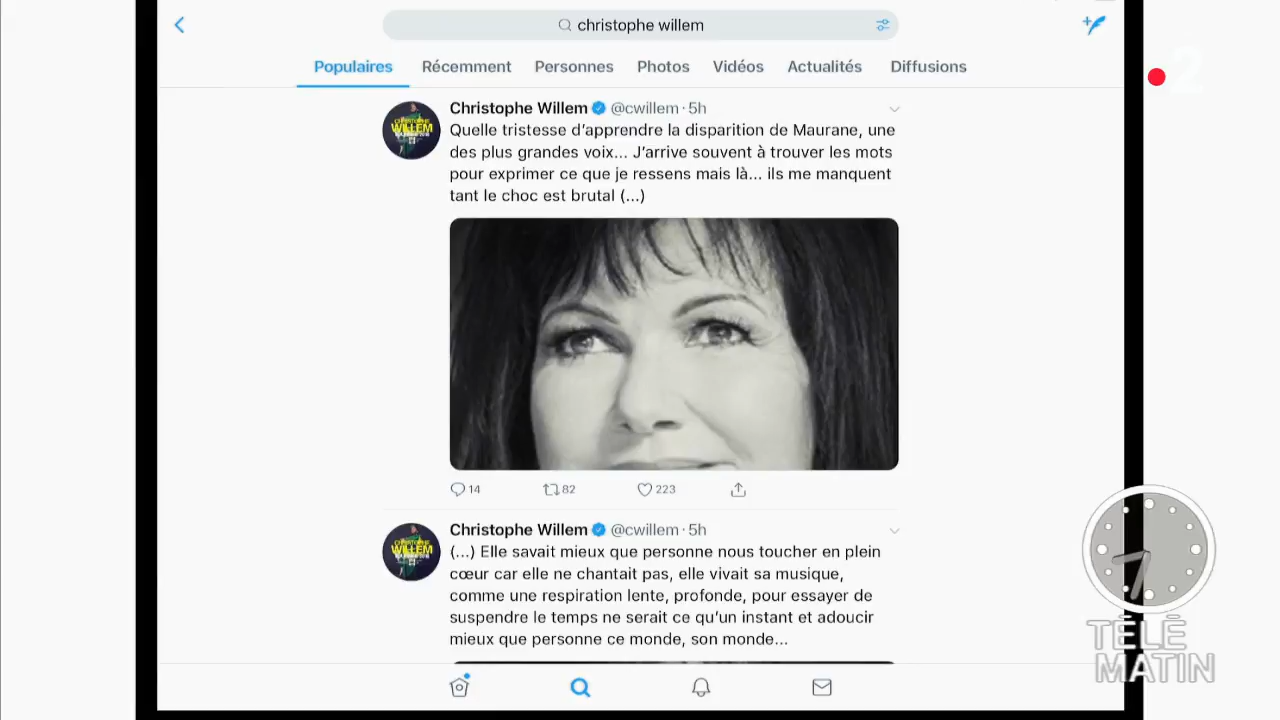 christophe willem
Populaires Récemment Personnes Photos Vidéos Actualités Diffusions
2
Christophe Willem @cwillem · 5h
Quelle tristesse d’apprendre la disparition de Maurane, une
des plus grandes voix... J’arrive souvent à trouver les mots
pour exprimer ce que je ressens mais là... ils me manquent
tant le choc est brutal (...)
14 82 223
Christophe Willem @cwillem · 5h
(...) Elle savait mieux que personne nous toucher en plein
cœur car elle ne chantait pas, elle vivait sa musique,
comme une respiration lente, profonde, pour essayer de
suspendre le temps ne serait ce qu’un instant et adoucir
mieux que personne ce monde, son monde...
TÉLÉ
MATIN
WILLEM
WILLEM